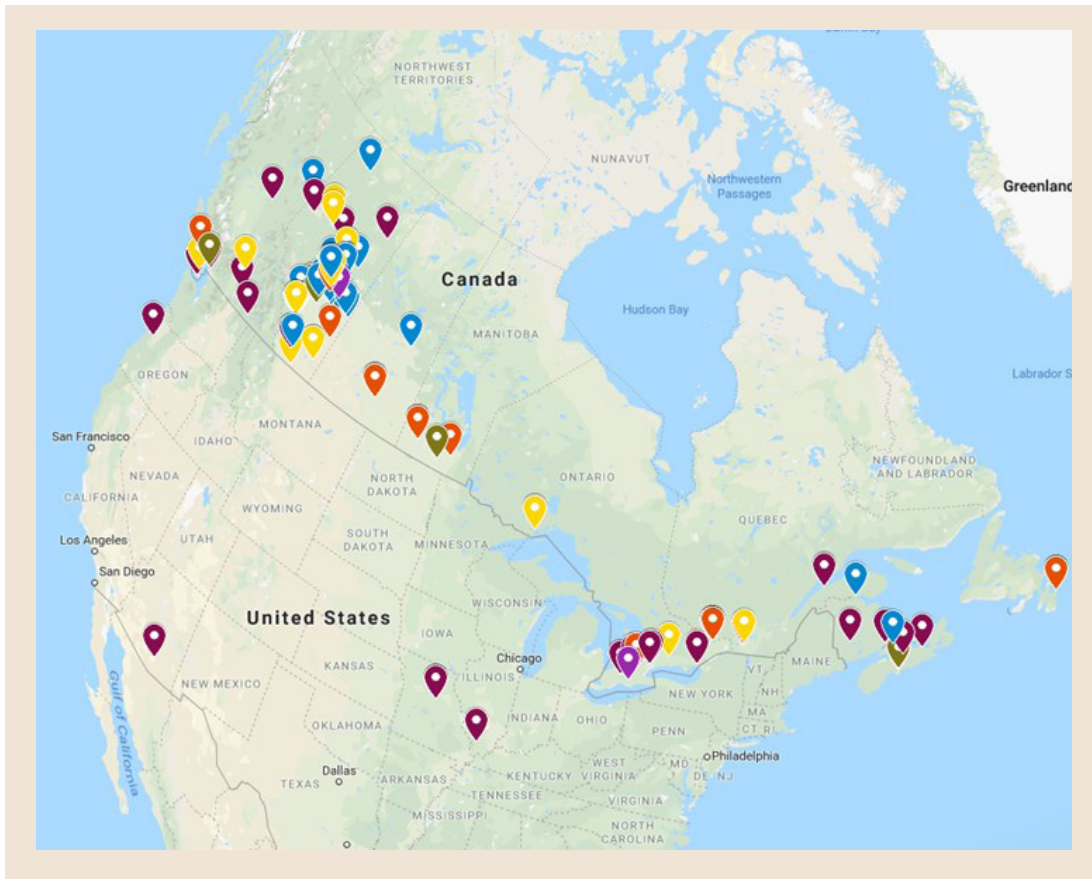 NORTHWEST
TERRITORIES
NUNAVUT
Northwestern
Passages
Greenland
Canada
Hudson Bay
MANITOBA
Labrador S
OREGON
MONTANA
San Francisco
IDAHO
NORTH
DAKOTA
ONTARIO
NEWFOUNDLAND
AND LABRADOR
NEVADA
WYOMING
QUEBEC
CALIFORNIA
UTAH
SOUTH
DAKOTA
MINNESOTA
Los Angeles
San Diego
WISCONSIN
United States
IOWA
Chicago
MAINE
VT
KANSAS
ILLINOIS
NEW YORK
NH
NEW MEXICO
MA
INDIANA
OHIO
CT RI
OKLAHOMA
PENN
Gulf of California
WEST
VIRGINIA
MD
Philadelphia
Dallas
KENTUCKY
DE
NJ
TEXAS
ARKANSAS
TENNESSEE
VIRGINIA
MISSISSIPPI
NORTH
CAROLINA